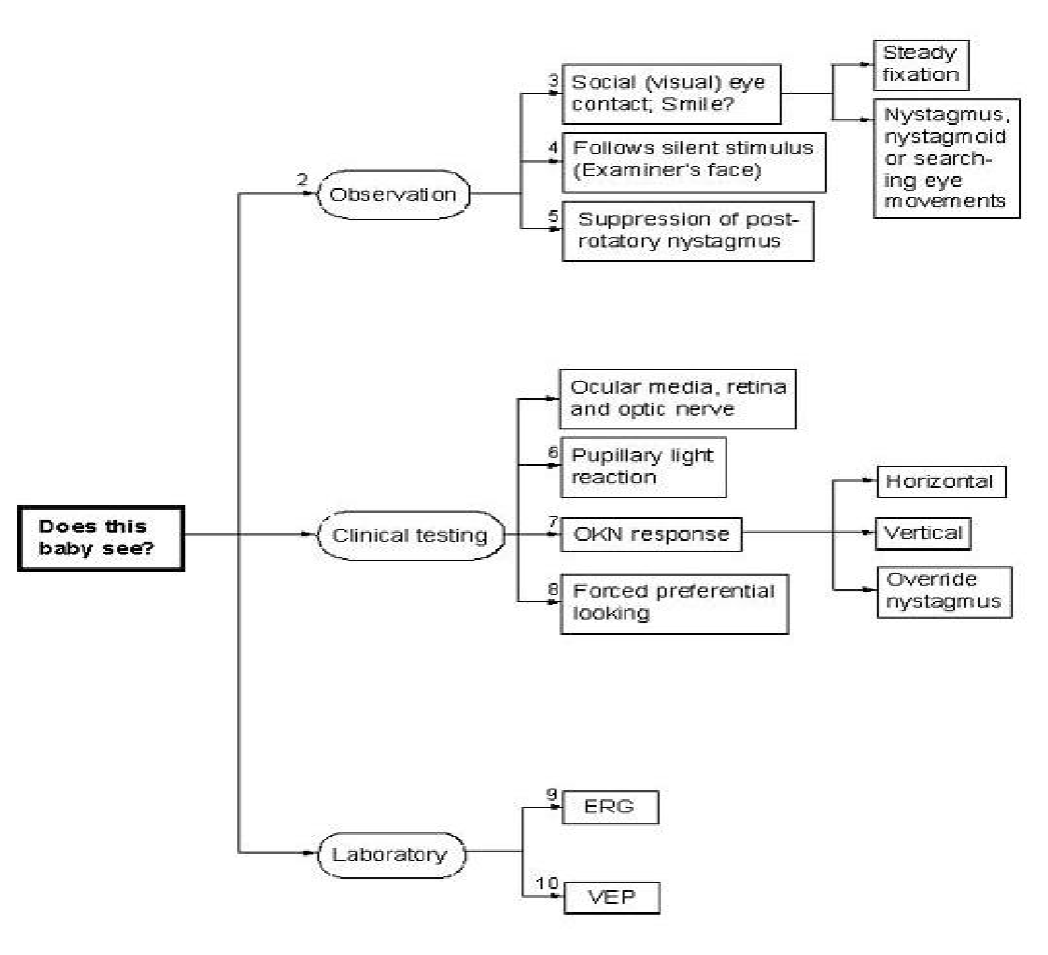 Does this
baby see?
2
Observation
3
Social (visual) eye
contact; Smile?
Steady
fixation
Nystagmus,
nystagmoid
or search-
ing eye
movements
4
Follows silent stimulus
(Examiner's face)
5
Suppression of post-
rotatory nystagmus
Clinical testing
Ocular media, retina
and optic nerve
6
Pupillary light
reaction
7
OKN response
Horizontal
Vertical
Override
nystagmus
8
Forced preferential
looking
Laboratory
9
ERG
10
VEP